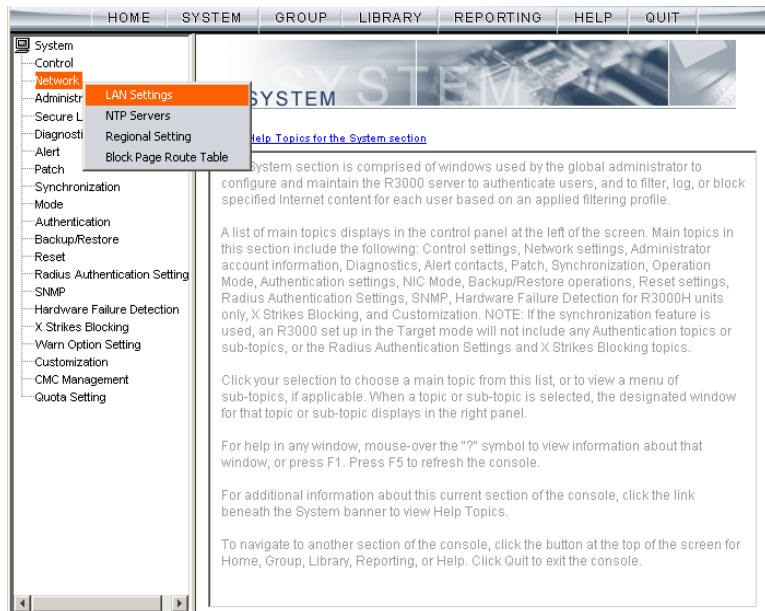 HOME SYSTEM GROUP LIBRARY REPORTING HELP QUIT
System
Control
Network
Administr
Secure L
Diagnosti
Alert
Patch
Synchronization
Mode
Authentication
Backup/Restore
Reset
Radius Authentication Setting
SNMP
Hardware Failure Detection
X Strikes Blocking
Warn Option Setting
Customization
CMC Management
Quota Setting
LAN Settings
NTP Servers
Regional Setting
Block Page Route Table
SYSTEM
SYSTEM
Help Topics for the System section
System section is comprised of windows used by the global administrator to
configure and maintain the R3000 server to authenticate users, and to filter, log, or block
specified Internet content for each user based on an applied filtering profile.
A list of main topics displays in the control panel at the left of the screen. Main topics in
this section include the following: Control settings, Network settings, Administrator
account information, Diagnostics, Alert contacts, Patch, Synchronization, Operation
Mode, Authentication settings, NIC Mode, Backup/Restore operations, Reset settings,
Radius Authentication Settings, SNMP, Hardware Failure Detection for R3000H units
only, X Strikes Blocking, and Customization. NOTE: If the synchronization feature is
used, an R3000 set up in the Target mode will not include any Authentication topics or
sub-topics, or the Radius Authentication Settings and X Strikes Blocking topics.
Click your selection to choose a main topic from this list, or to view a menu of
sub-topics, if applicable. When a topic or sub-topic is selected, the designated window
for that topic or sub-topic displays in the right panel.
For help in any window, mouse-over the "?" symbol to view information about that
window, or press F1. Press F5 to refresh the console.
For additional information about this current section of the console, click the link
beneath the System banner to view Help Topics.
To navigate to another section of the console, click the button at the top of the screen for
Home, Group, Library, Reporting, or Help. Click Quit to exit the console.